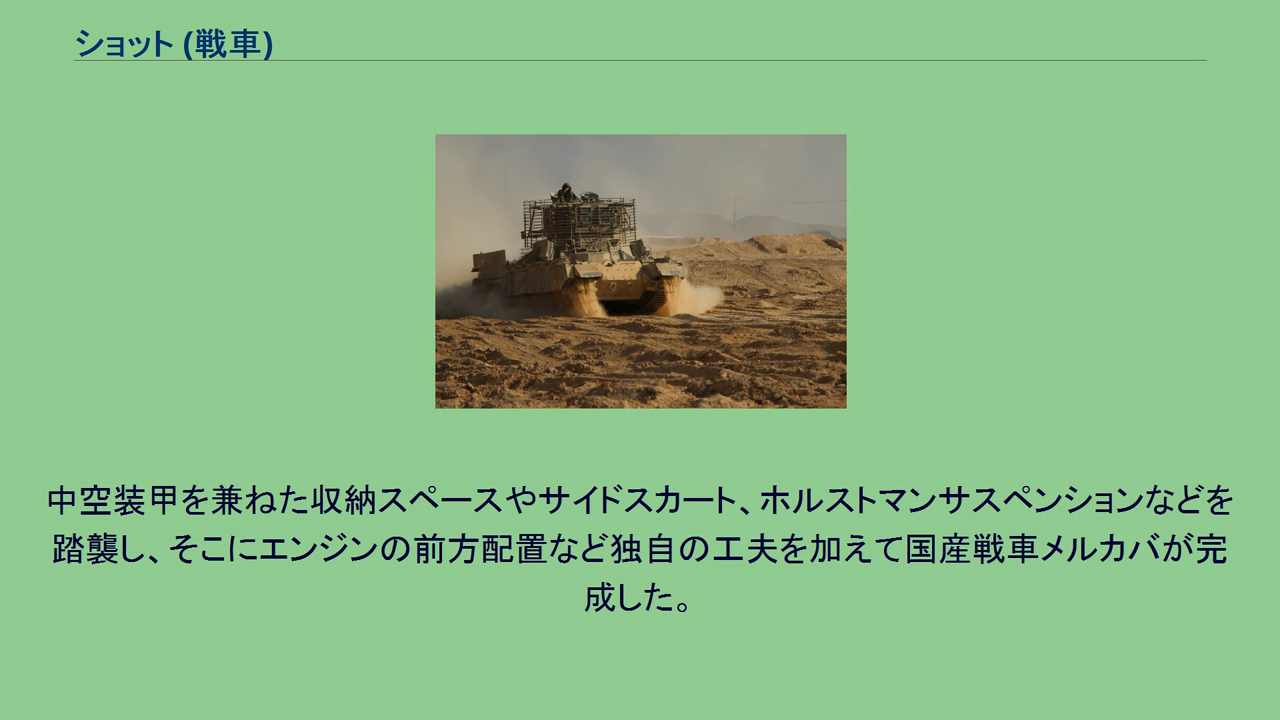 ショット (戦車)
中空装甲を兼ねた収納スペースやサイドスカート、ホルストマンサスペンションなどを
踏襲し、そこにエンジンの前方配置など独自の工夫を加えて国産戦車メルカバが完
成した。